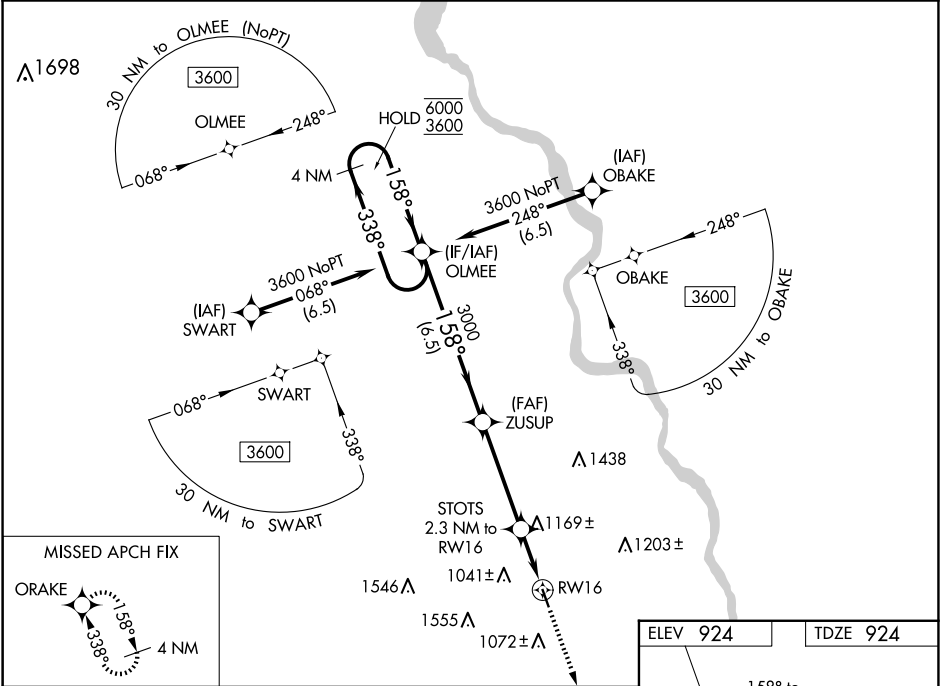 1698
30 NM to OLMEE (NoPT)
3600
OLMEE
068°
248°
HOLD 6000
3600
4 NM
158°
338°
(IAF)
OBAKE
3600 NoPT
248°
(6.5)
(IF/IAF)
OLMEE
3600 NoPT
068°
(6.5)
(IAF)
SWART
3000
158°
(6.5)
248°
OBAKE
3600
338°
30 NM to OBAKE
068°
SWART
338°
3600
30 NM to SWART
(FAF)
ZUSUP
1438
STOTS
2.3 NM to
RW16
1169±
1203±
1041±
1546
RW16
1555
1072±
MISSED APCH FIX
ORAKE
158°
338°
4 NM
ELEV 924
TDZE 924